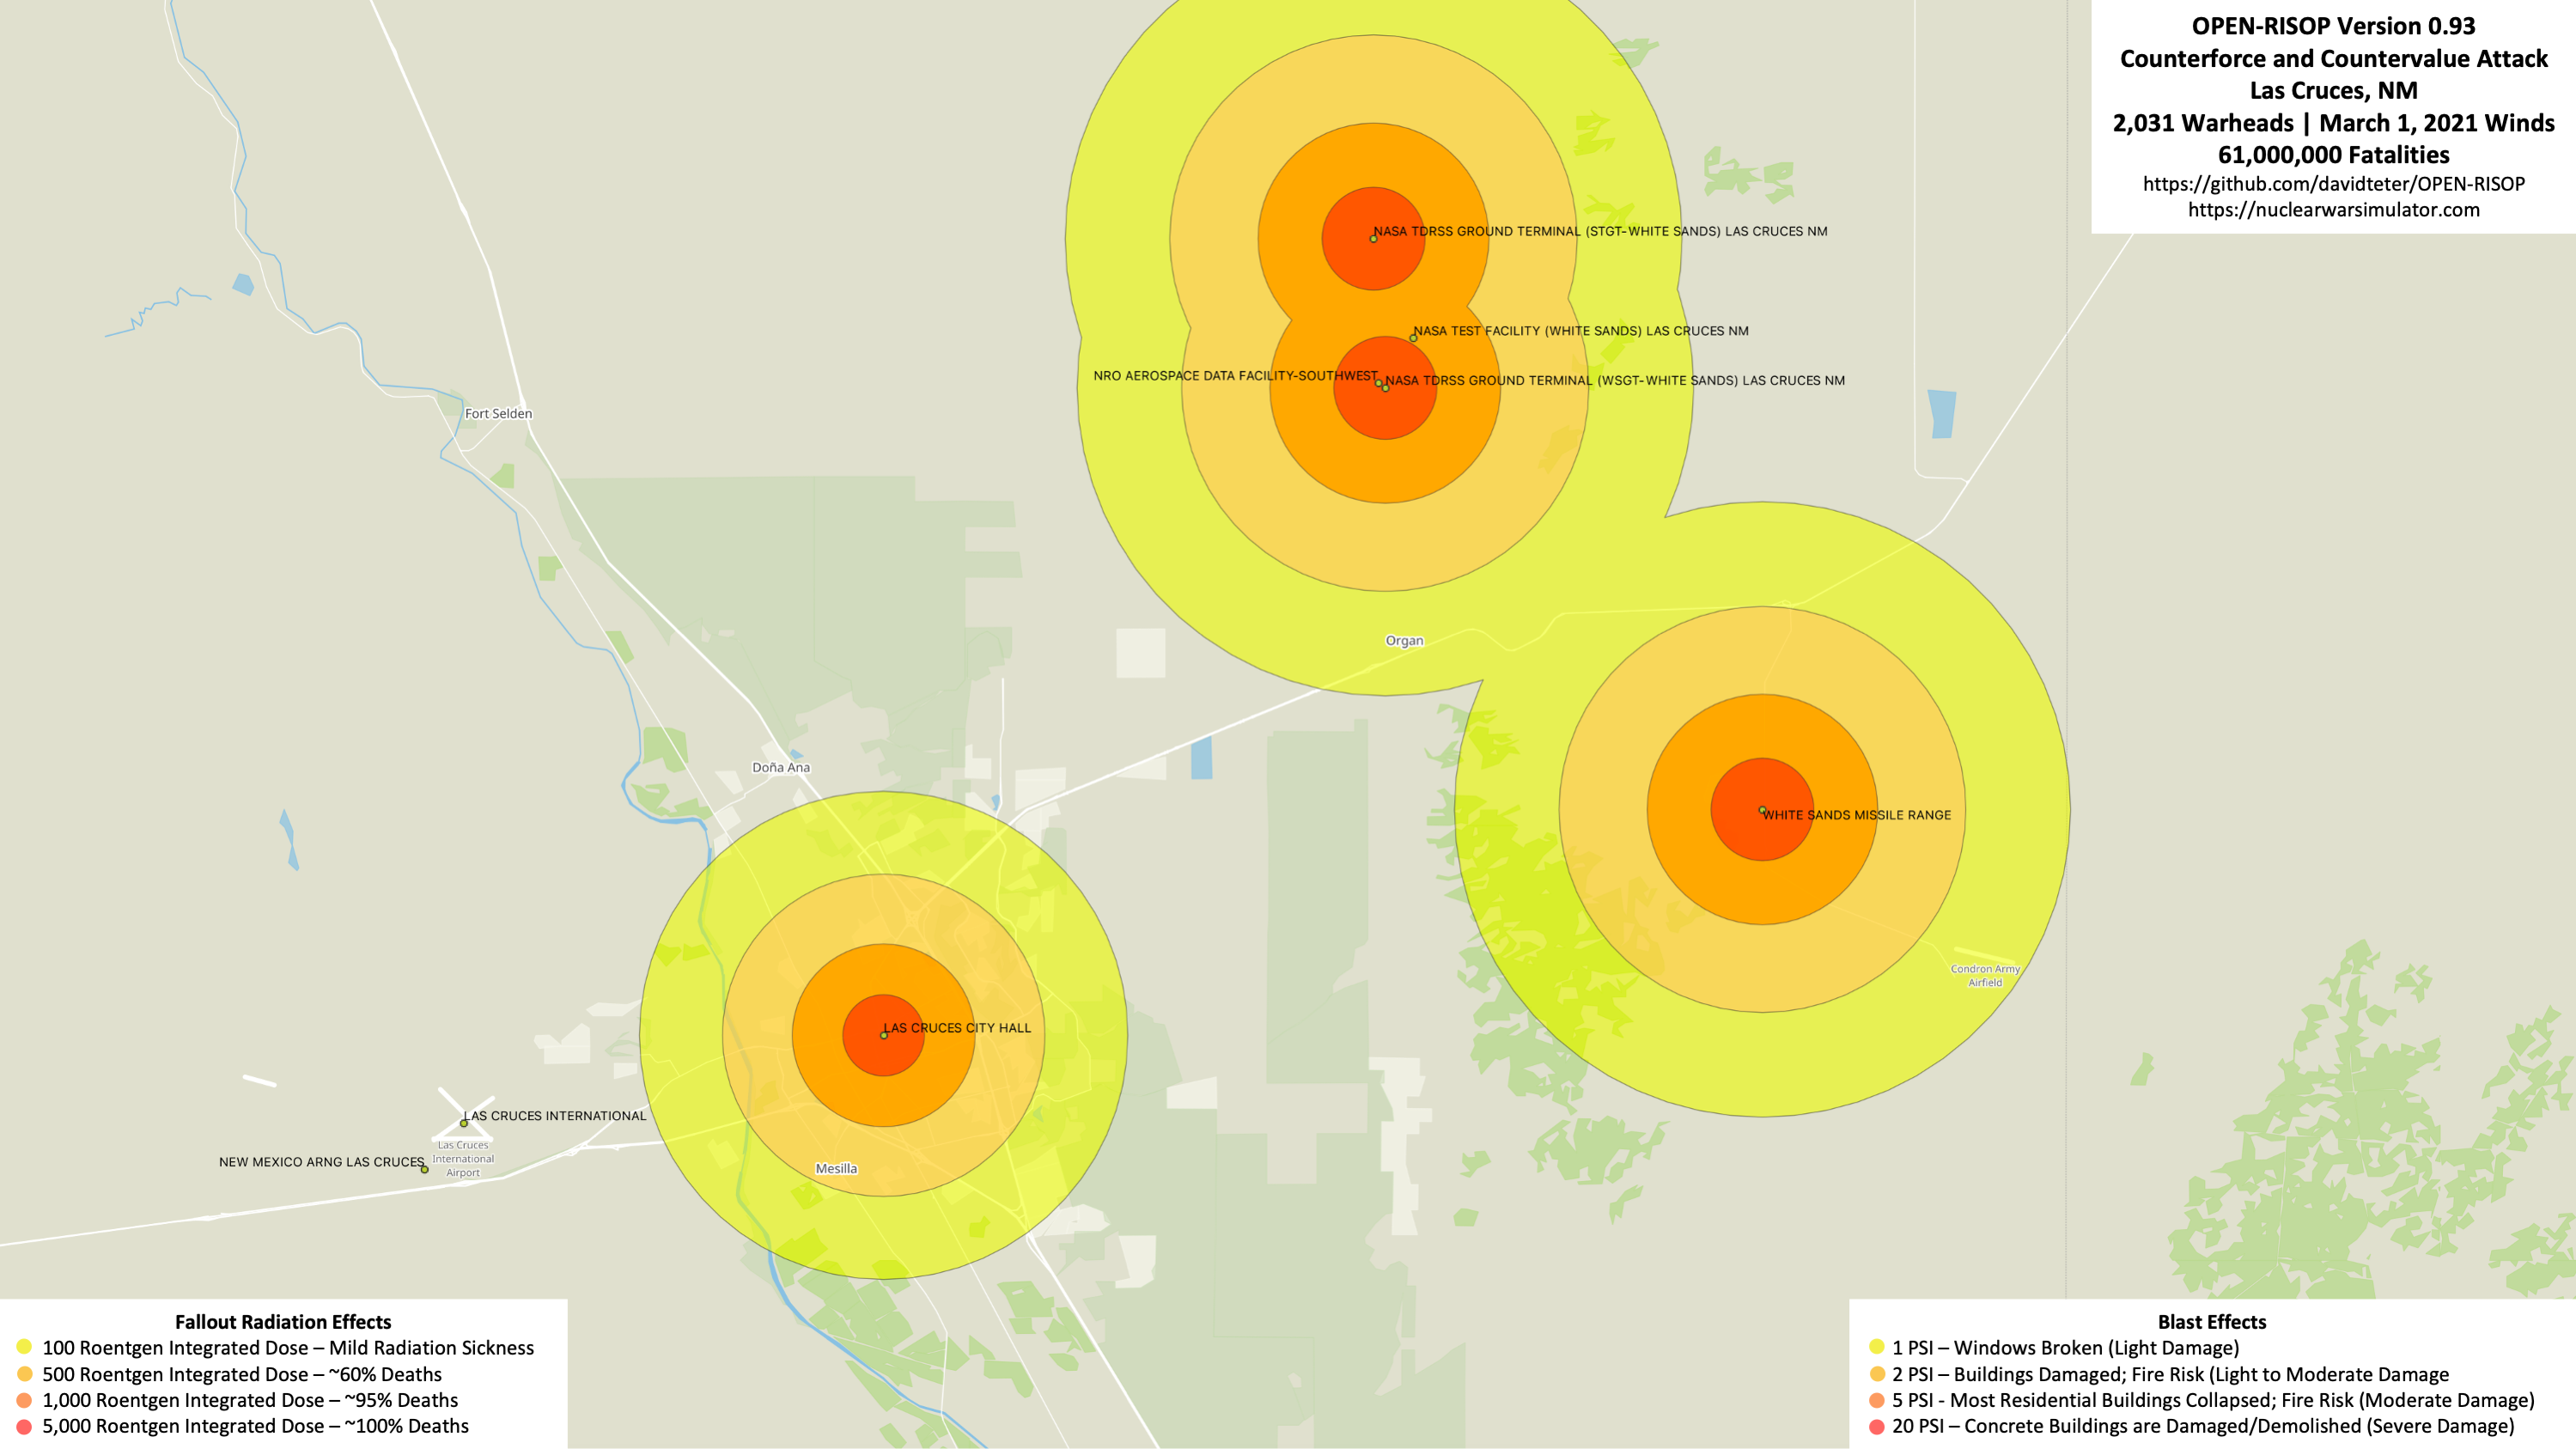 OPEN-RISOP Version 0.93
Counterforce and Countervalue Attack
Las Cruces, NM
2,031 Warheads | March 1, 2021 Winds
61,000,000 Fatalities
https://github.com/davidteter/OPEN-RISOP
https://nuclearwarsimulator.com
NASA TDRSS GROUND TERMINAL (STGT-WHITE SANDS) LAS CRUCES NM
NASA TEST FACILITY (WHITE SANDS) LAS CRUCES NM
NRO AEROSPACE DATA FACILITY-SOUTHWEST
NASA TDRSS GROUND TERMINAL (WSGT-WHITE SANDS) LAS CRUCES NM
Fort Selden
Organ
Doña Ana
WHITE SANDS MISSILE RANGE
Condron Army
Airfield
LAS CRUCES CITY HALL
LAS CRUCES INTERNATIONAL
Las Cruces
International
Airport
NEW MEXICO ARNG LAS CRUCES
Mesilla
Fallout Radiation Effects
100 Roentgen Integrated Dose – Mild Radiation Sickness
500 Roentgen Integrated Dose – ~60% Deaths
1,000 Roentgen Integrated Dose – ~95% Deaths
5,000 Roentgen Integrated Dose – ~100% Deaths
Blast Effects
1 PSI – Windows Broken (Light Damage)
2 PSI – Buildings Damaged; Fire Risk (Light to Moderate Damage
5 PSI - Most Residential Buildings Collapsed; Fire Risk (Moderate Damage)
20 PSI – Concrete Buildings are Damaged/Demolished (Severe Damage)